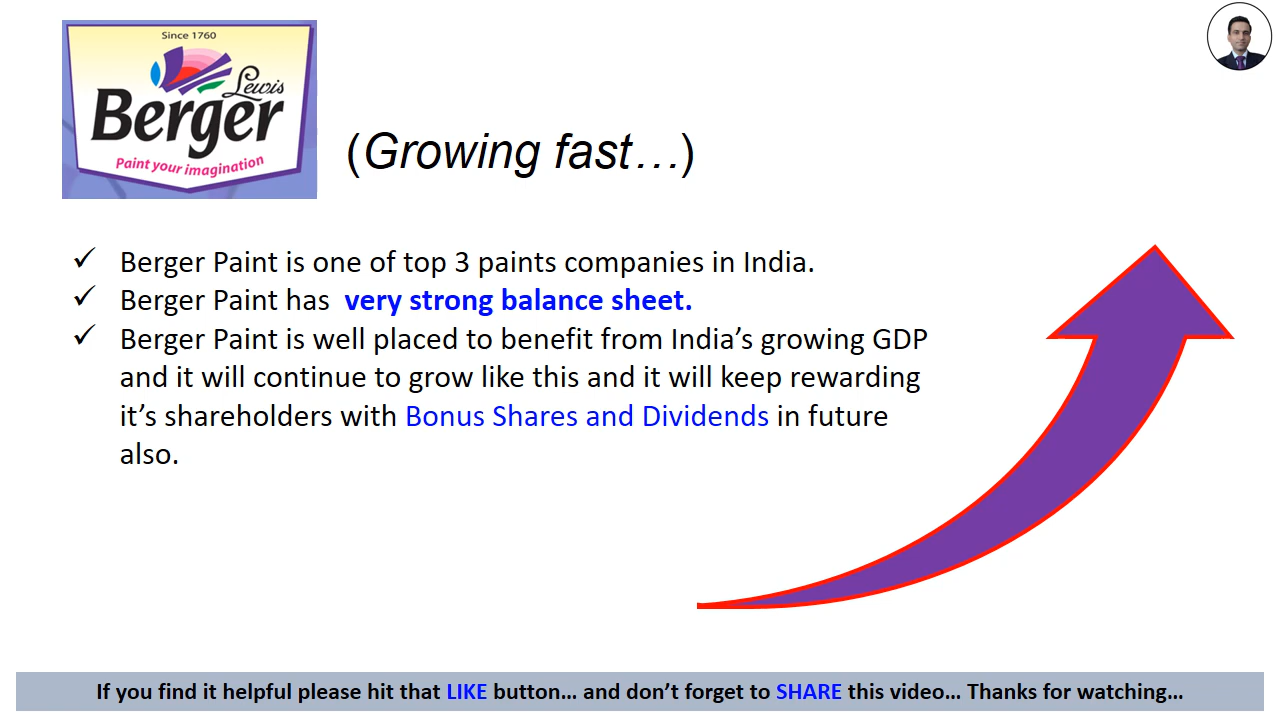 Since 1760
Lewis
Berger
Paint your imagination
(Growing fast…)
✓ Berger Paint is one of top 3 paints companies in India.
✓ Berger Paint has very strong balance sheet.
✓ Berger Paint is well placed to benefit from India’s growing GDP
and it will continue to grow like this and it will keep rewarding
it’s shareholders with Bonus Shares and Dividends in future
also.
If you find it helpful please hit that LIKE button… and don’t forget to SHARE this video… Thanks for watching…